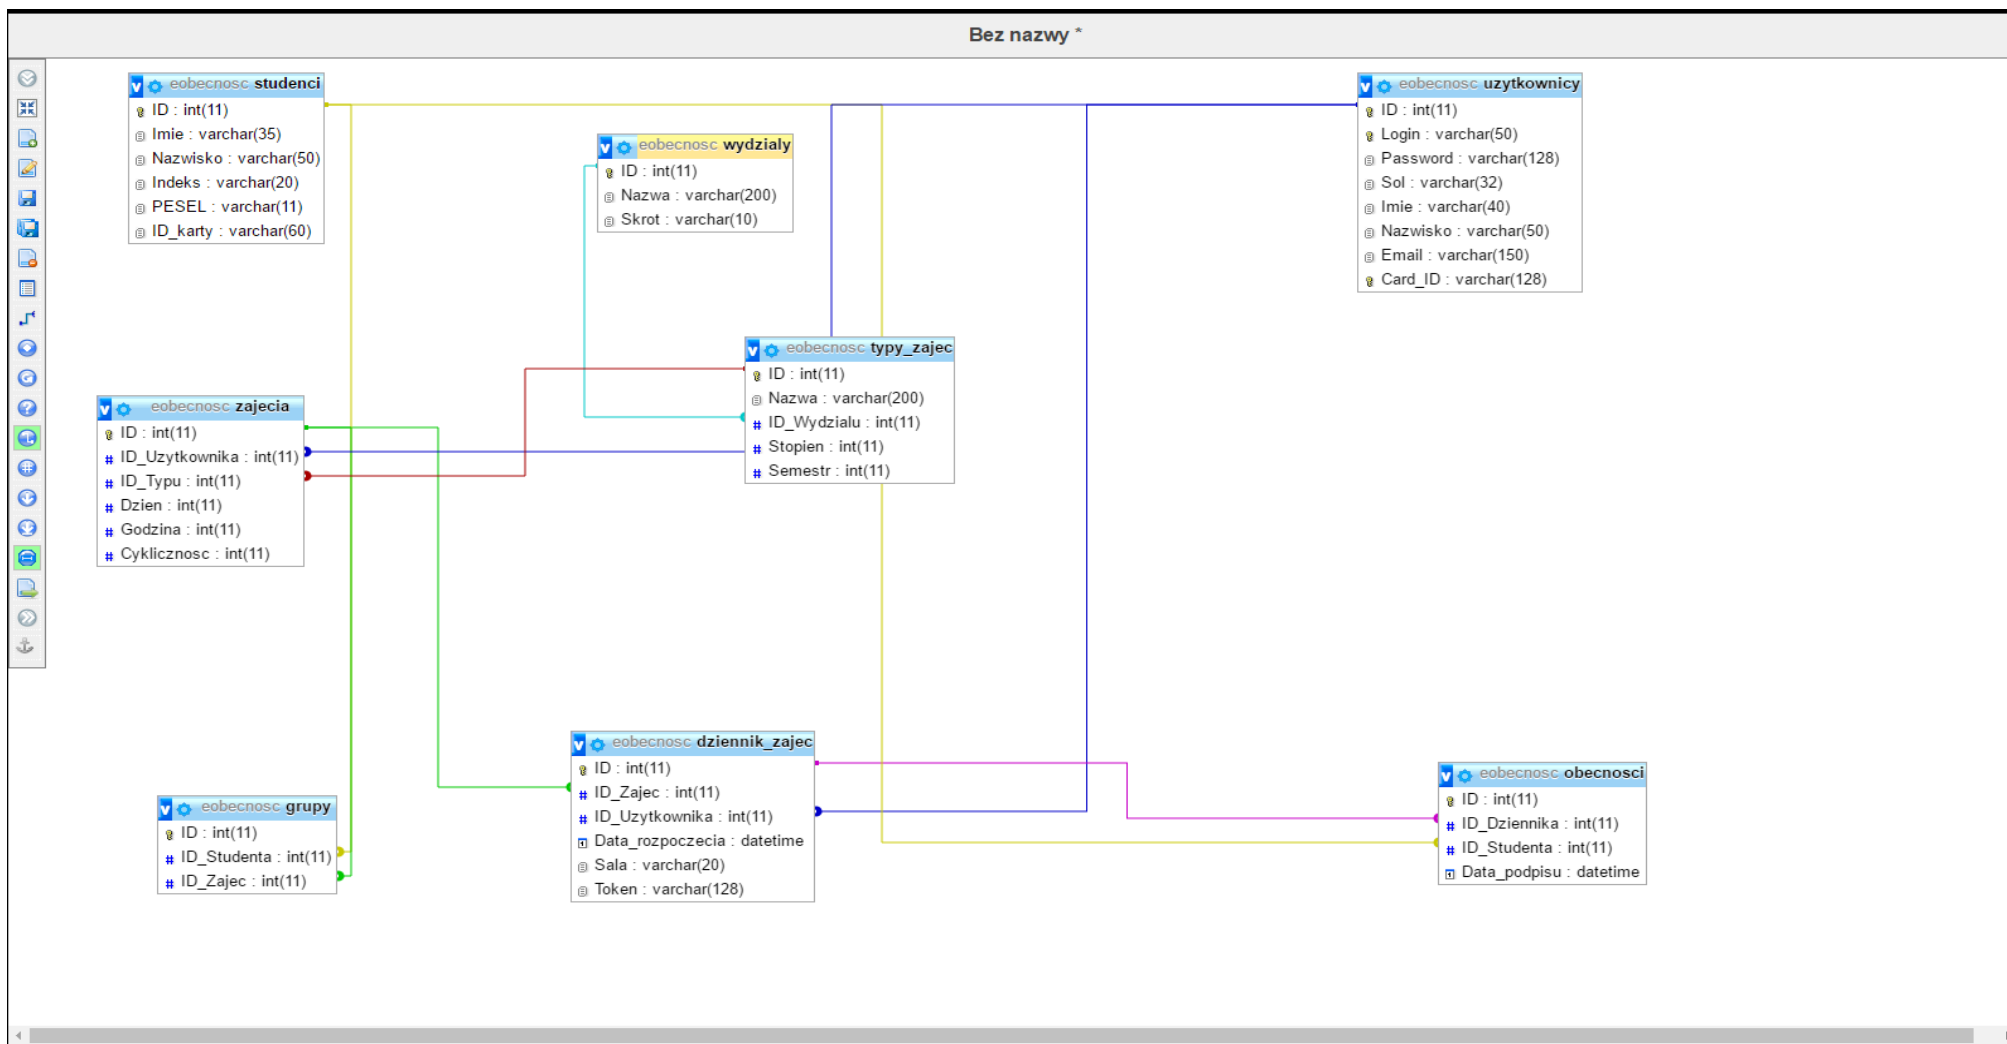 Bez nazwy *
eobecnosc studenci
ID : int(11)
Imie : varchar(35)
Nazwisko : varchar(50)
Indeks : varchar(20)
PESEL : varchar(11)
ID_karty : varchar(60)
eobecnosc wydzialy
ID : int(11)
Nazwa : varchar(200)
Skrot : varchar(10)
eobecnosc uzytkownicy
ID : int(11)
Login : varchar(50)
Password : varchar(128)
Sol : varchar(32)
Imie : varchar(40)
Nazwisko : varchar(50)
Email : varchar(150)
Card_ID : varchar(128)
eobecnosc typy_zajec
ID : int(11)
Nazwa : varchar(200)
ID_Wydzialu : int(11)
Stopien : int(11)
Semestr : int(11)
eobecnosc zajecia
ID : int(11)
ID_Uzytkownika : int(11)
ID_Typu : int(11)
Dzien : int(11)
Godzina : int(11)
Cyklicznosc : int(11)
eobecnosc grupy
ID : int(11)
ID_Studenta : int(11)
ID_Zajec : int(11)
eobecnosc dziennik_zajec
ID : int(11)
ID_Zajec : int(11)
ID_Uzytkownika : int(11)
Data_rozpoczecia : datetime
Sala : varchar(20)
Token : varchar(128)
eobecnosc obecnosci
ID : int(11)
ID_Dziennika : int(11)
ID_Studenta : int(11)
Data_podpisu : datetime